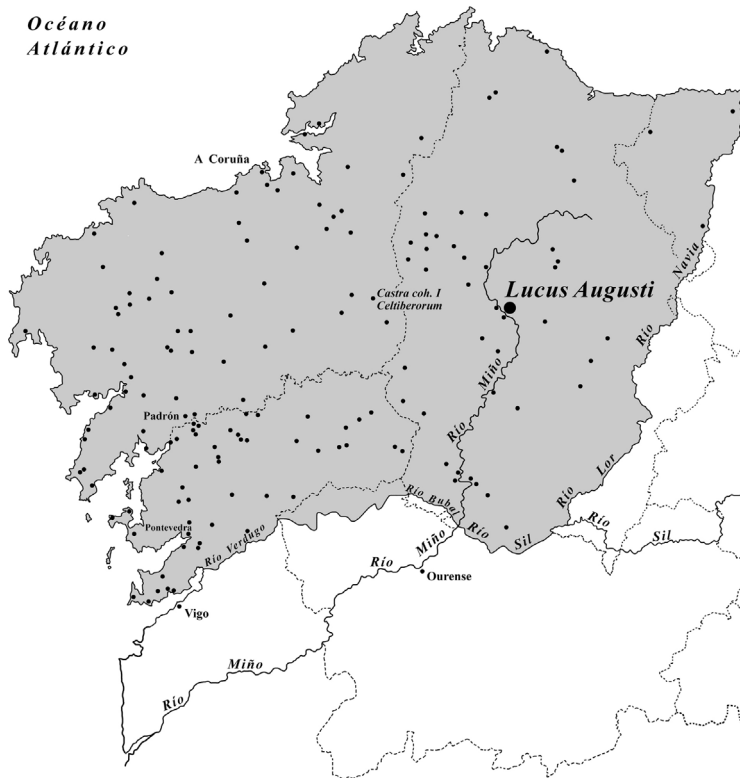 Océano
Atlántico
A Coruña
Navia
Castra coh. I
Celtiberorum
Lucus Augusti
Río
Miño
Río
Padrón
Río
Lor
Río Bubal
Pontevedra
Río Verdugo
Río
Sil
Río
Sil
Miño
Río
Ourense
Vigo
Miño
Río